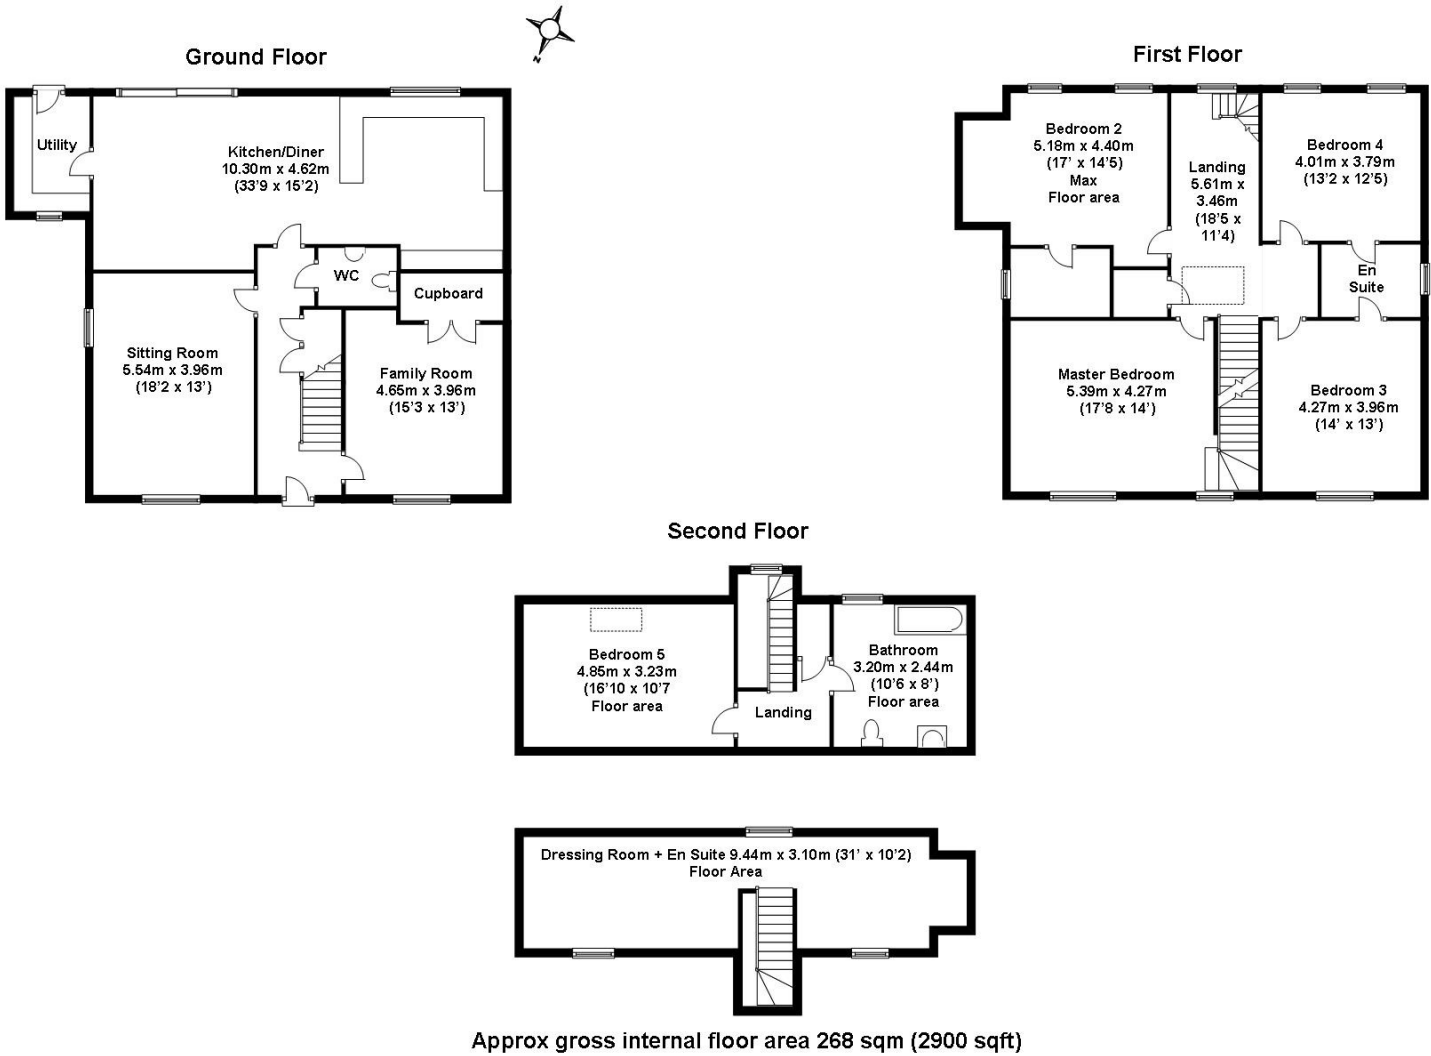 Ground Floor
N
First Floor
Utility
Kitchen/Diner
10.30m x 4.62m
(33'9 x 15'2)
WC
Cupboard
Sitting Room
5.54m x 3.96m
(18'2 x 13')
Family Room
4.65m x 3.96m
(15'3 x 13')
Bedroom 2
5.18m x 4.40m
(17' x 14'5)
Max
Floor area
Landing
5.61m x
3.46m
(18'5 x
11'4)
Bedroom 4
4.01m x 3.79m
(13'2 x 12'5)
En
Suite
Master Bedroom
5.39m x 4.27m
(17'8 x 14')
Bedroom 3
4.27m x 3.96m
(14' x 13')
Second Floor
Bedroom 5
4.85m x 3.23m
(16'10 x 10'7
Floor area
Landing
Bathroom
3.20m x 2.44m
(10'6 x 8')
Floor area
Dressing Room + En Suite 9.44m x 3.10m (31' x 10'2)
Floor Area
Approx gross internal floor area 268 sqm (2900 sqft)